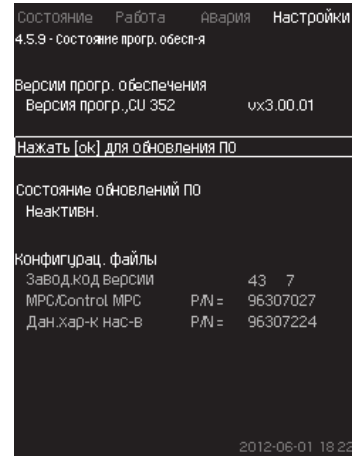 Состояние Работа Авария Настройки
4.5.9 - Состояние прогр. обесп-я
Версии прогр. обеспечения
Версия прогр.,CU 352 vx3.00.01
Нажать [ok] для обновления ПО
Состояние обновлений ПО
Неактивн.
Конфигурац. файлы
Завод.код версии 43 7
MPC/Control MPC P/N = 96307027
Дан.хар-к нас-в P/N = 96307224
2012-06-01 18:22